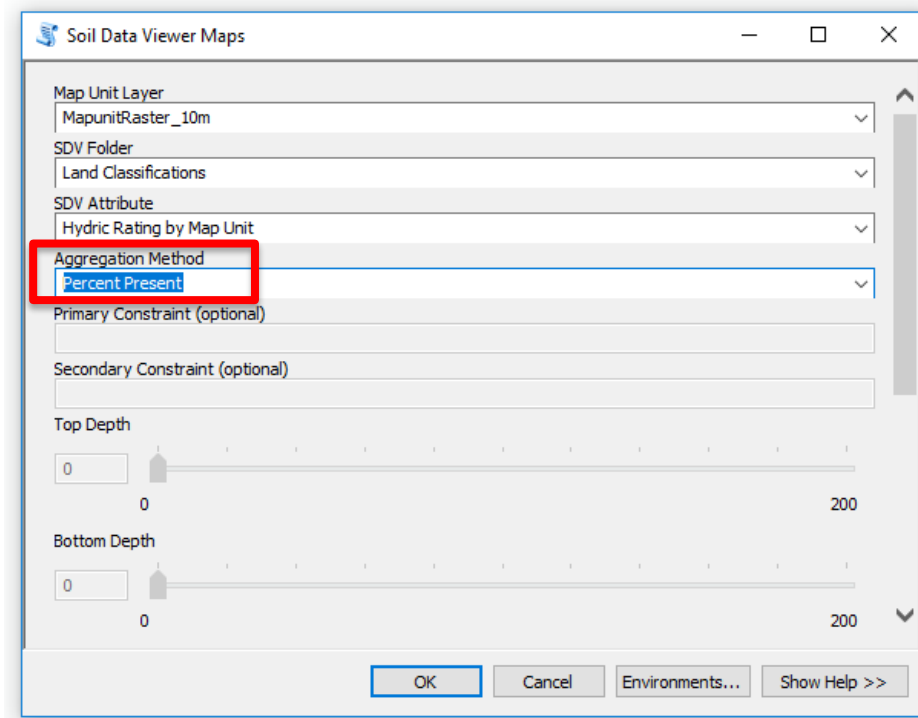 Soil Data Viewer Maps
Map Unit Layer
MapunitRaster_10m
SDV Folder
Land Classifications
SDV Attribute
Hydric Rating by Map Unit
Aggregation Method
Percent Present
Primary Constraint (optional)
Secondary Constraint (optional)
Top Depth
0
0 200
Bottom Depth
0
0 200
OK Cancel Environments... Show Help >>